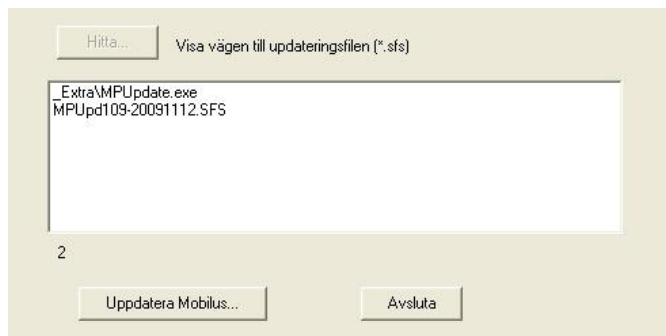 Hitta...
Visa vägen till updateringsfilen (*.sfs)
_Extra\MPUpdate.exe
MPUpd109-20091112.SFS
2
Uppdatera Mobilus...
Avsluta